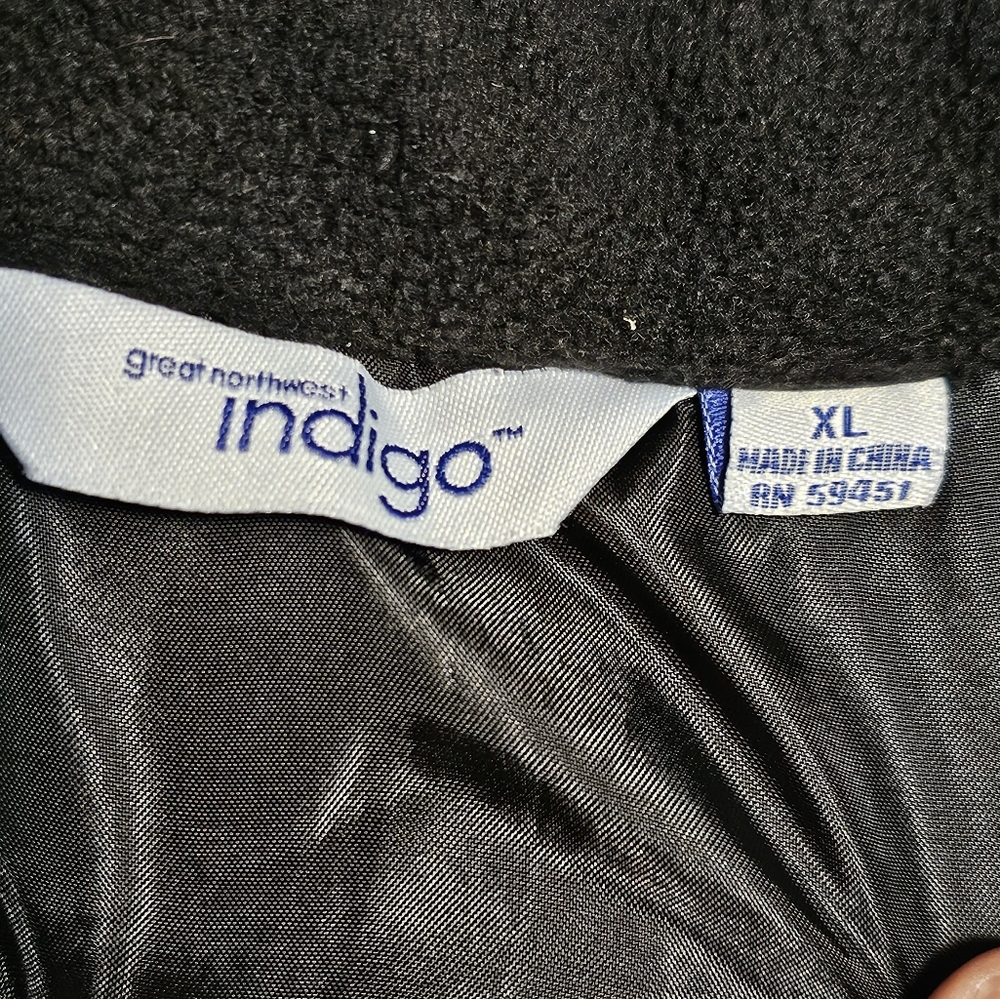 great northwest
indigo™
XL
MADE IN CHINA
RN 59451